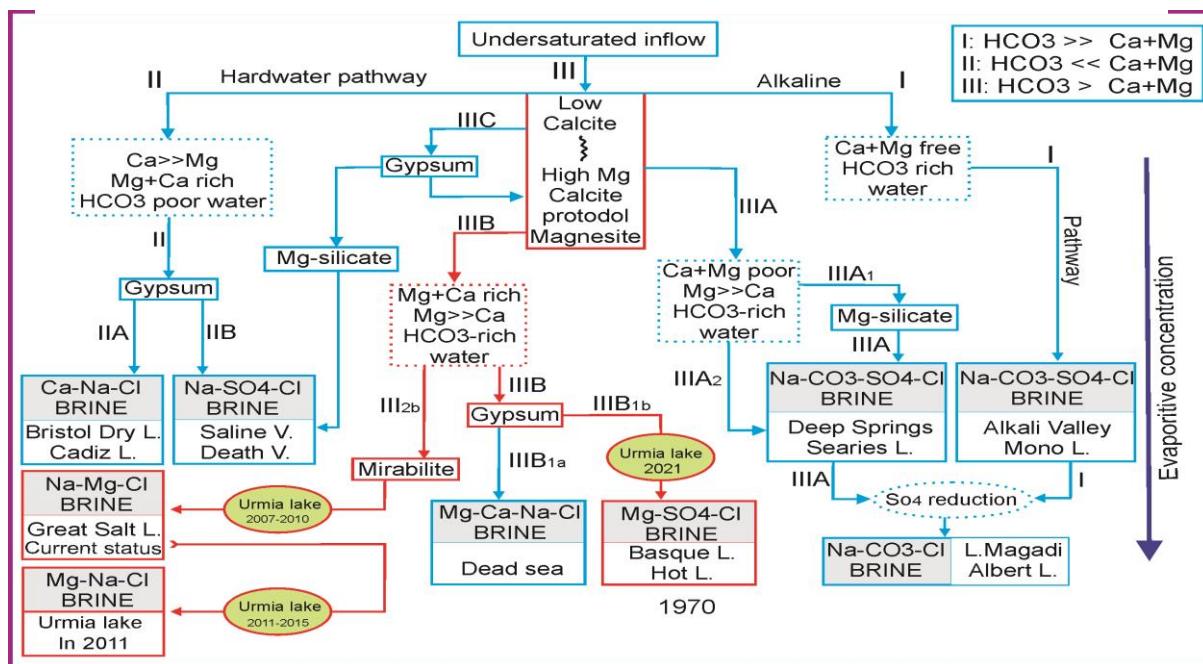 Undersaturated inflow
I: HCO3 >> Ca+Mg
II: HCO3 << Ca+Mg
III: HCO3 > Ca+Mg
II
Hardwater pathway
III
Alkaline
I
Low
Calcite
High Mg
Calcite
protodol
Magnesite
IIIC
Gypsum
Ca>>Mg
Mg+Ca rich
HCO3 poor water
Ca+Mg free
HCO3 rich
water
I
Pathway
IIIA
IIIB
II
Mg-silicate
Gypsum
Mg+Ca rich
Mg>>Ca
HCO3-rich
water
Ca+Mg poor
Mg>>Ca
HCO3-rich
water
IIIA1
Mg-silicate
IIIA
IIA
IIB
III2b
IIIB
Gypsum
IIIB1b
IIIA2
Ca-Na-Cl
BRINE
Bristol Dry L.
Cadiz L.
Na-SO4-Cl
BRINE
Saline V.
Death V.
Na-CO3-SO4-Cl
BRINE
Deep Springs
Searies L.
Na-CO3-SO4-Cl
BRINE
Alkali Valley
Mono L.
Mirabilite
IIIB1a
Urmia lake
2021
Na-Mg-Cl
BRINE
Great Salt L.
Current status
Urmia lake
2007-2010
Mg-Ca-Na-Cl
BRINE
Dead sea
Mg-SO4-Cl
BRINE
Basque L.
Hot L.
1970
IIIA
I
So4 reduction
Na-CO3-Cl
BRINE
L.Magadi
Albert L.
Mg-Na-Cl
BRINE
Urmia lake
In 2011
Urmia lake
2011-2015
Evaporitive concentration